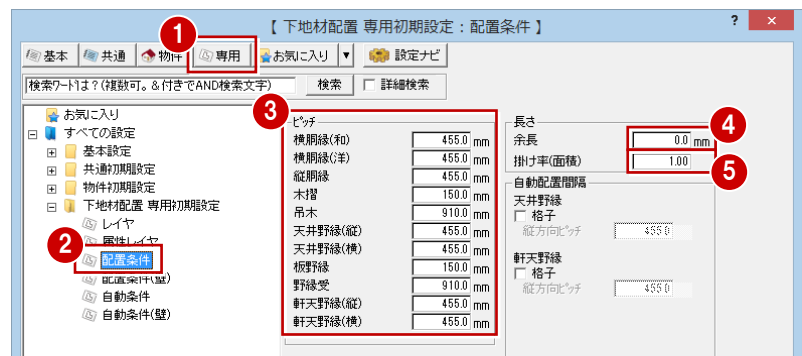 【 下地材配置 専用初期設定：配置条件 】 ? ×
1
基本 共通 物件 専用 お気に入り ▼ 設定ナビ
検索ワードは？(複数可。＆付きでAND検索文字) 検索 詳細検索
お気に入り
すべての設定
基本設定
共通初期設定
物件初期設定
下地材配置 専用初期設定
レイヤ
属性レイヤ
2
配置条件
配置条件(壁)
自動条件
自動条件(壁)
3
ピッチ
横胴縁(和) 455.0 mm
横胴縁(洋) 455.0 mm
縦胴縁 455.0 mm
木摺 150.0 mm
吊木 910.0 mm
天井野縁(縦) 455.0 mm
天井野縁(横) 455.0 mm
板野縁 150.0 mm
野縁受 910.0 mm
軒天野縁(縦) 455.0 mm
軒天野縁(横) 455.0 mm
長さ
余長 0.0 mm 4
掛け率(面積) 1.00 5
自動配置間隔
天井野縁
格子
縦方向ピッチ 455.0
軒天野縁
格子
縦方向ピッチ 455.0